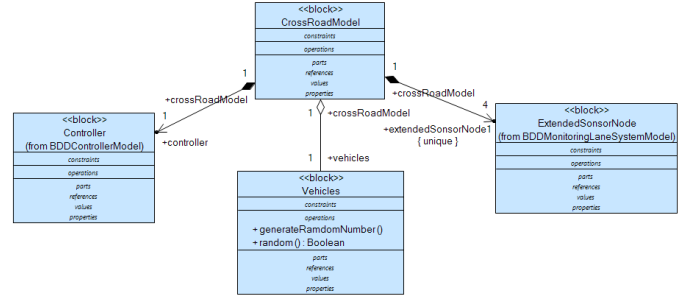 <<block>>
CrossRoadModel
constraints
operations
parts
references
values
properties
1
+crossRoadModel
1
+controller
1
+crossRoadModel
1
+vehicles
1
+crossRoadModel
4
+extendedSonsorNode1
{ unique }
<<block>>
Controller
(from BDDControllerModel)
constraints
operations
parts
references
values
properties
<<block>>
Vehicles
constraints
operations
+ generateRamdomNumber()
+ random() : Boolean
parts
references
values
properties
<<block>>
ExtendedSonsorNode
(from BDDMonitoringLaneSystemModel)
constraints
operations
parts
references
values
properties